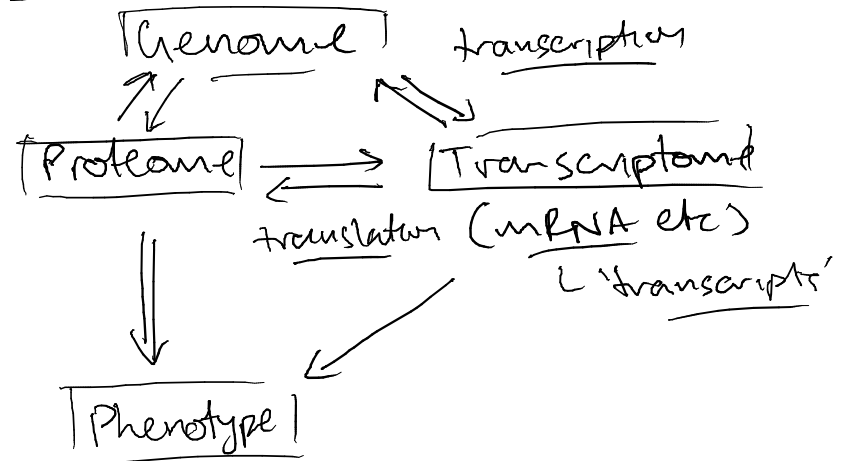 Genome
transcription
Proteome
Transcriptome
translation
(mRNA etc)
'transcripts'
Phenotype